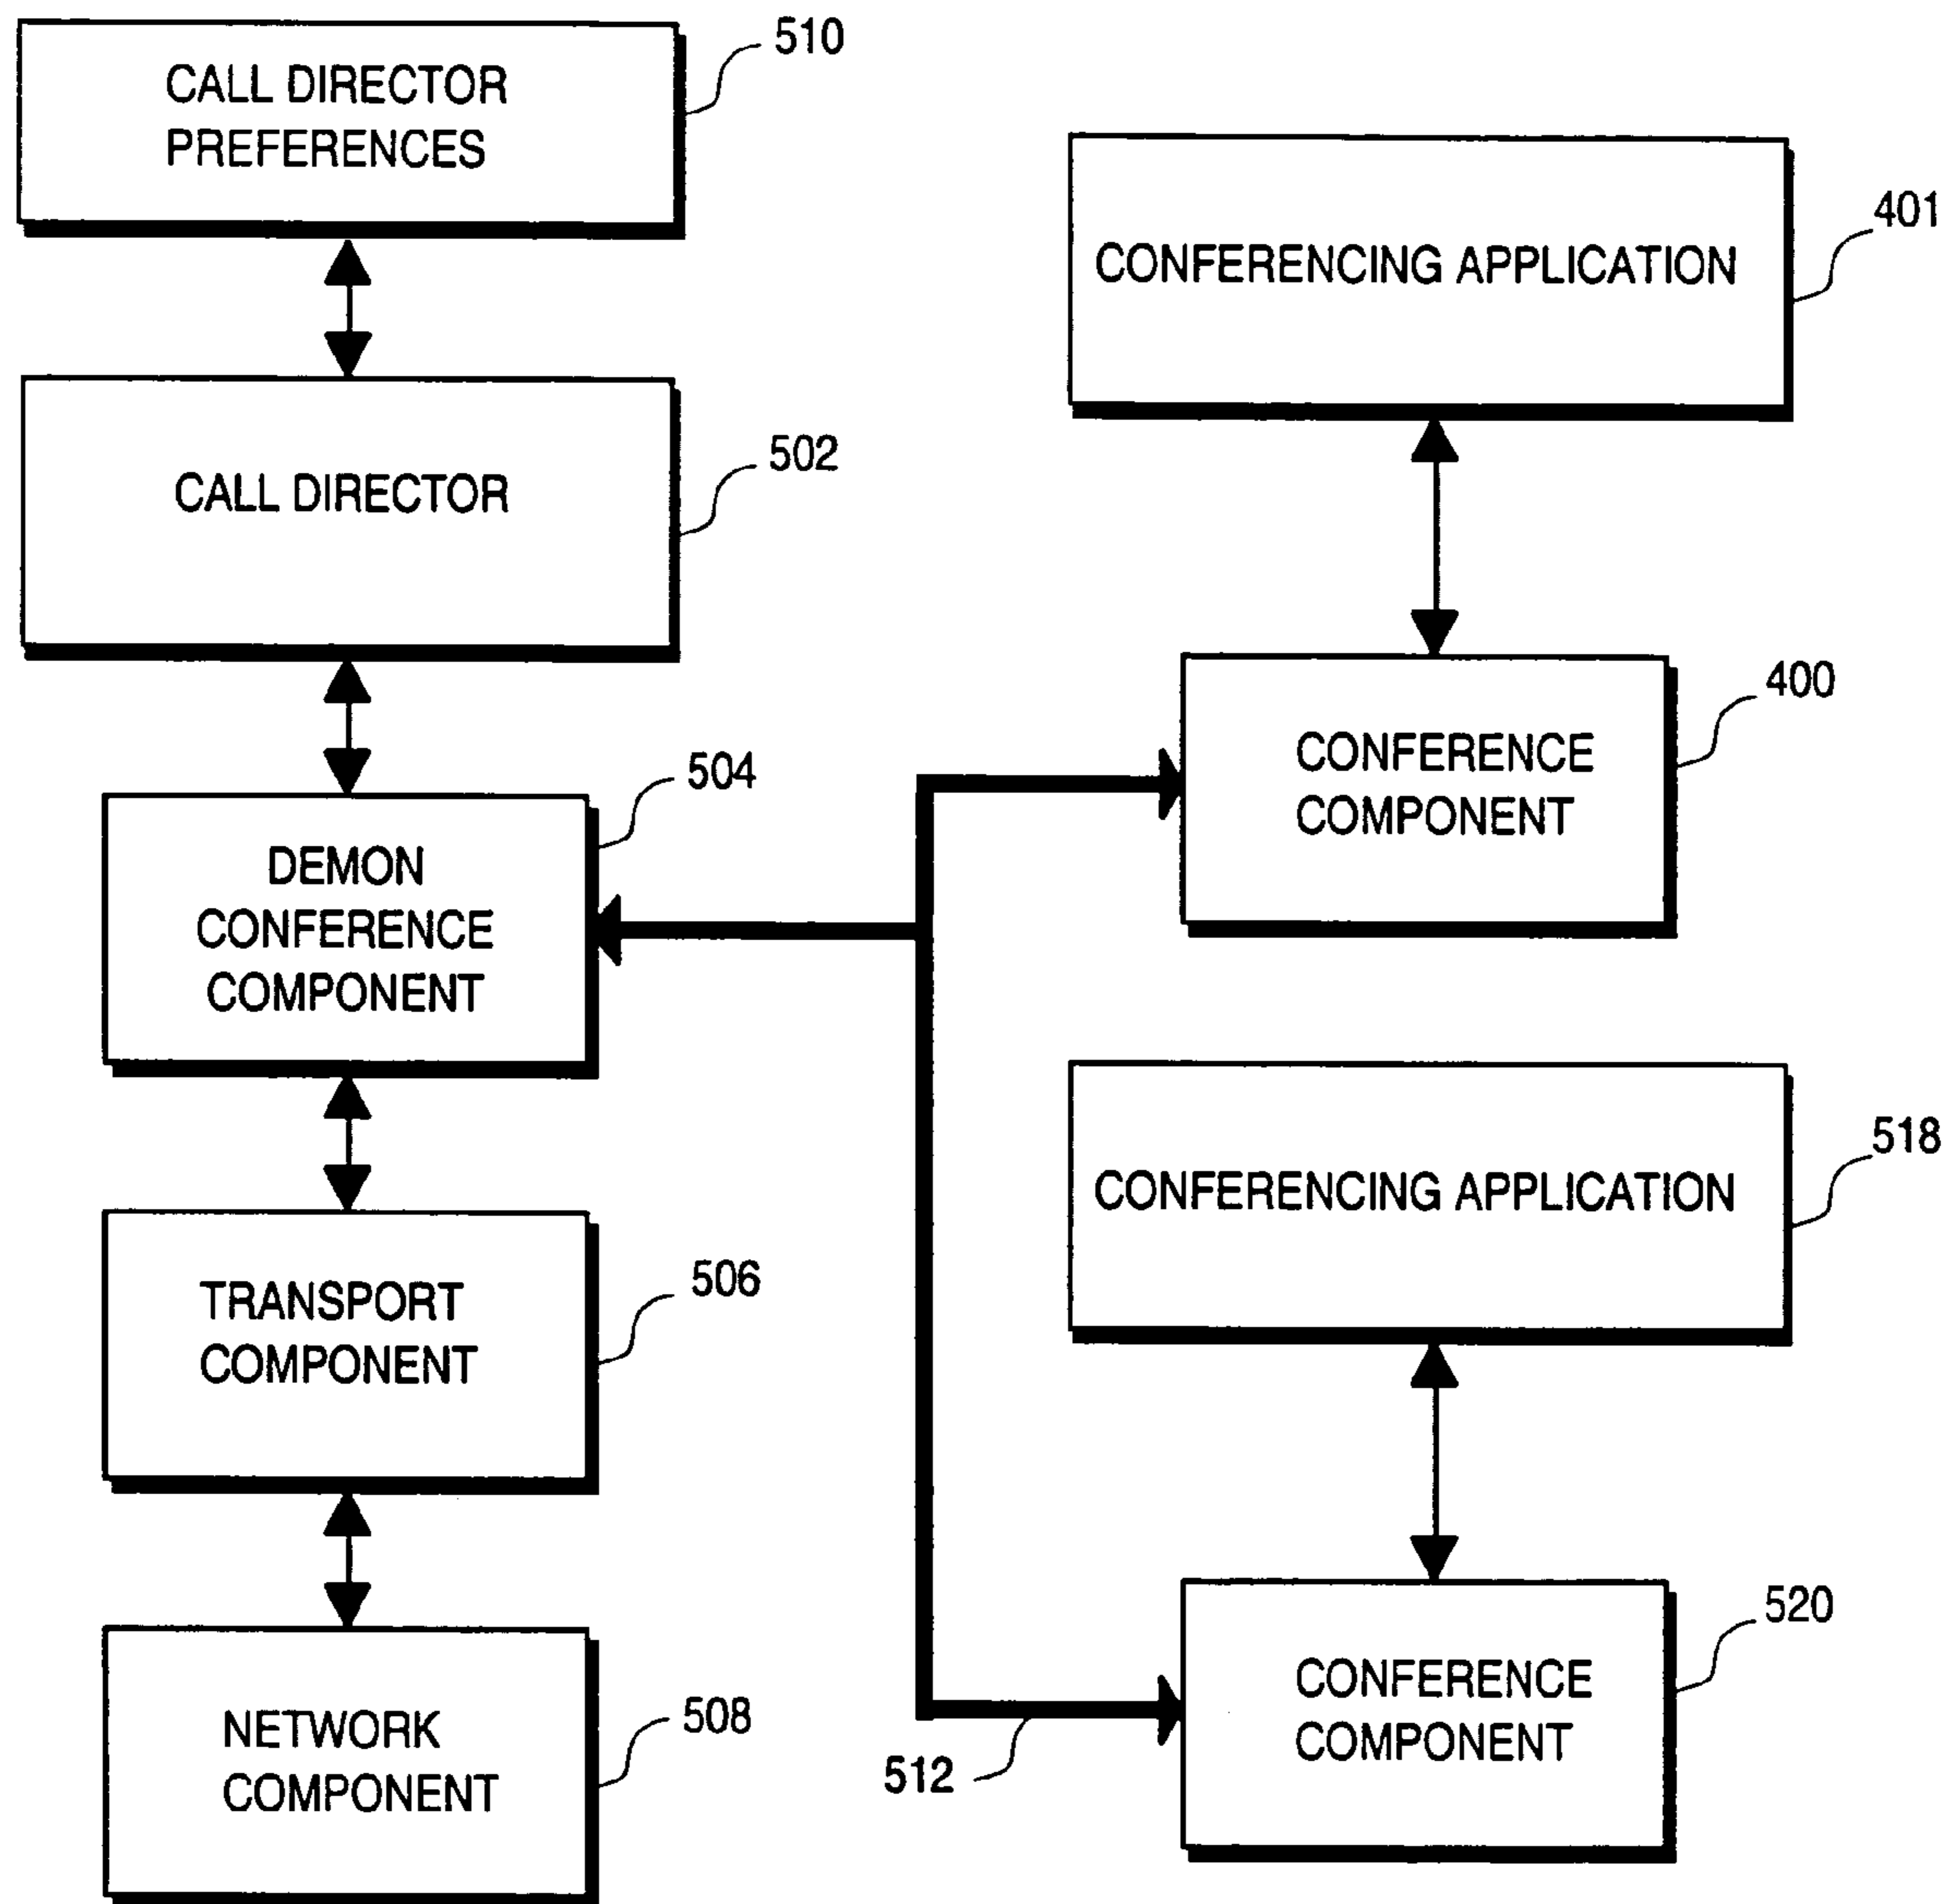 CALL DIRECTOR
PREFERENCES
510
CALL DIRECTOR
502
DEMON
CONFERENCE
COMPONENT
504
TRANSPORT
COMPONENT
506
NETWORK
COMPONENT
508
CONFERENCING APPLICATION
401
CONFERENCE
COMPONENT
400
CONFERENCING APPLICATION
518
CONFERENCE
COMPONENT
520
512